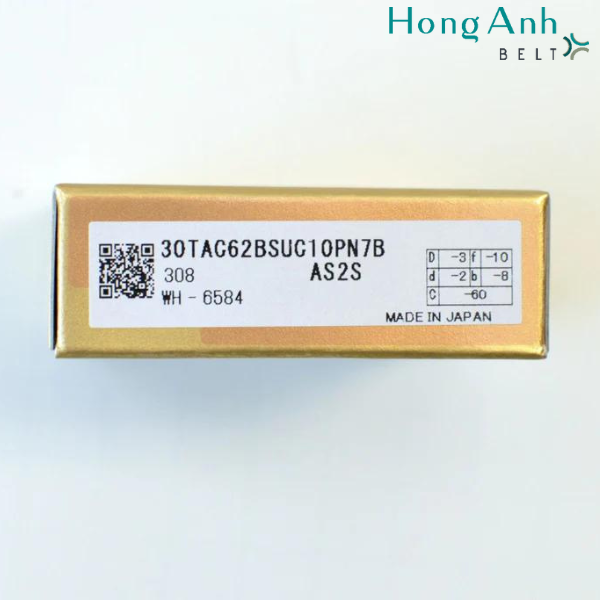 Hong Anh
BELT
30TAC62BSUC10PN7B
308 AS2S
WH - 6584
D -3 f -10
d -2 b -8
C -60
MADE IN JAPAN